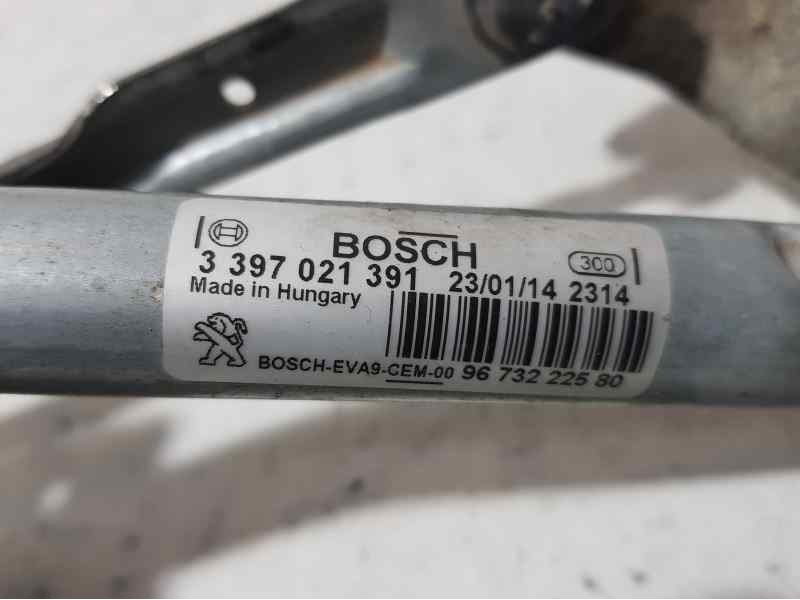 BOSCH
300
3 397 021 391 23/01/14 2314
Made in Hungary
BOSCH-EVA9-CEM-00 96 732 225 80